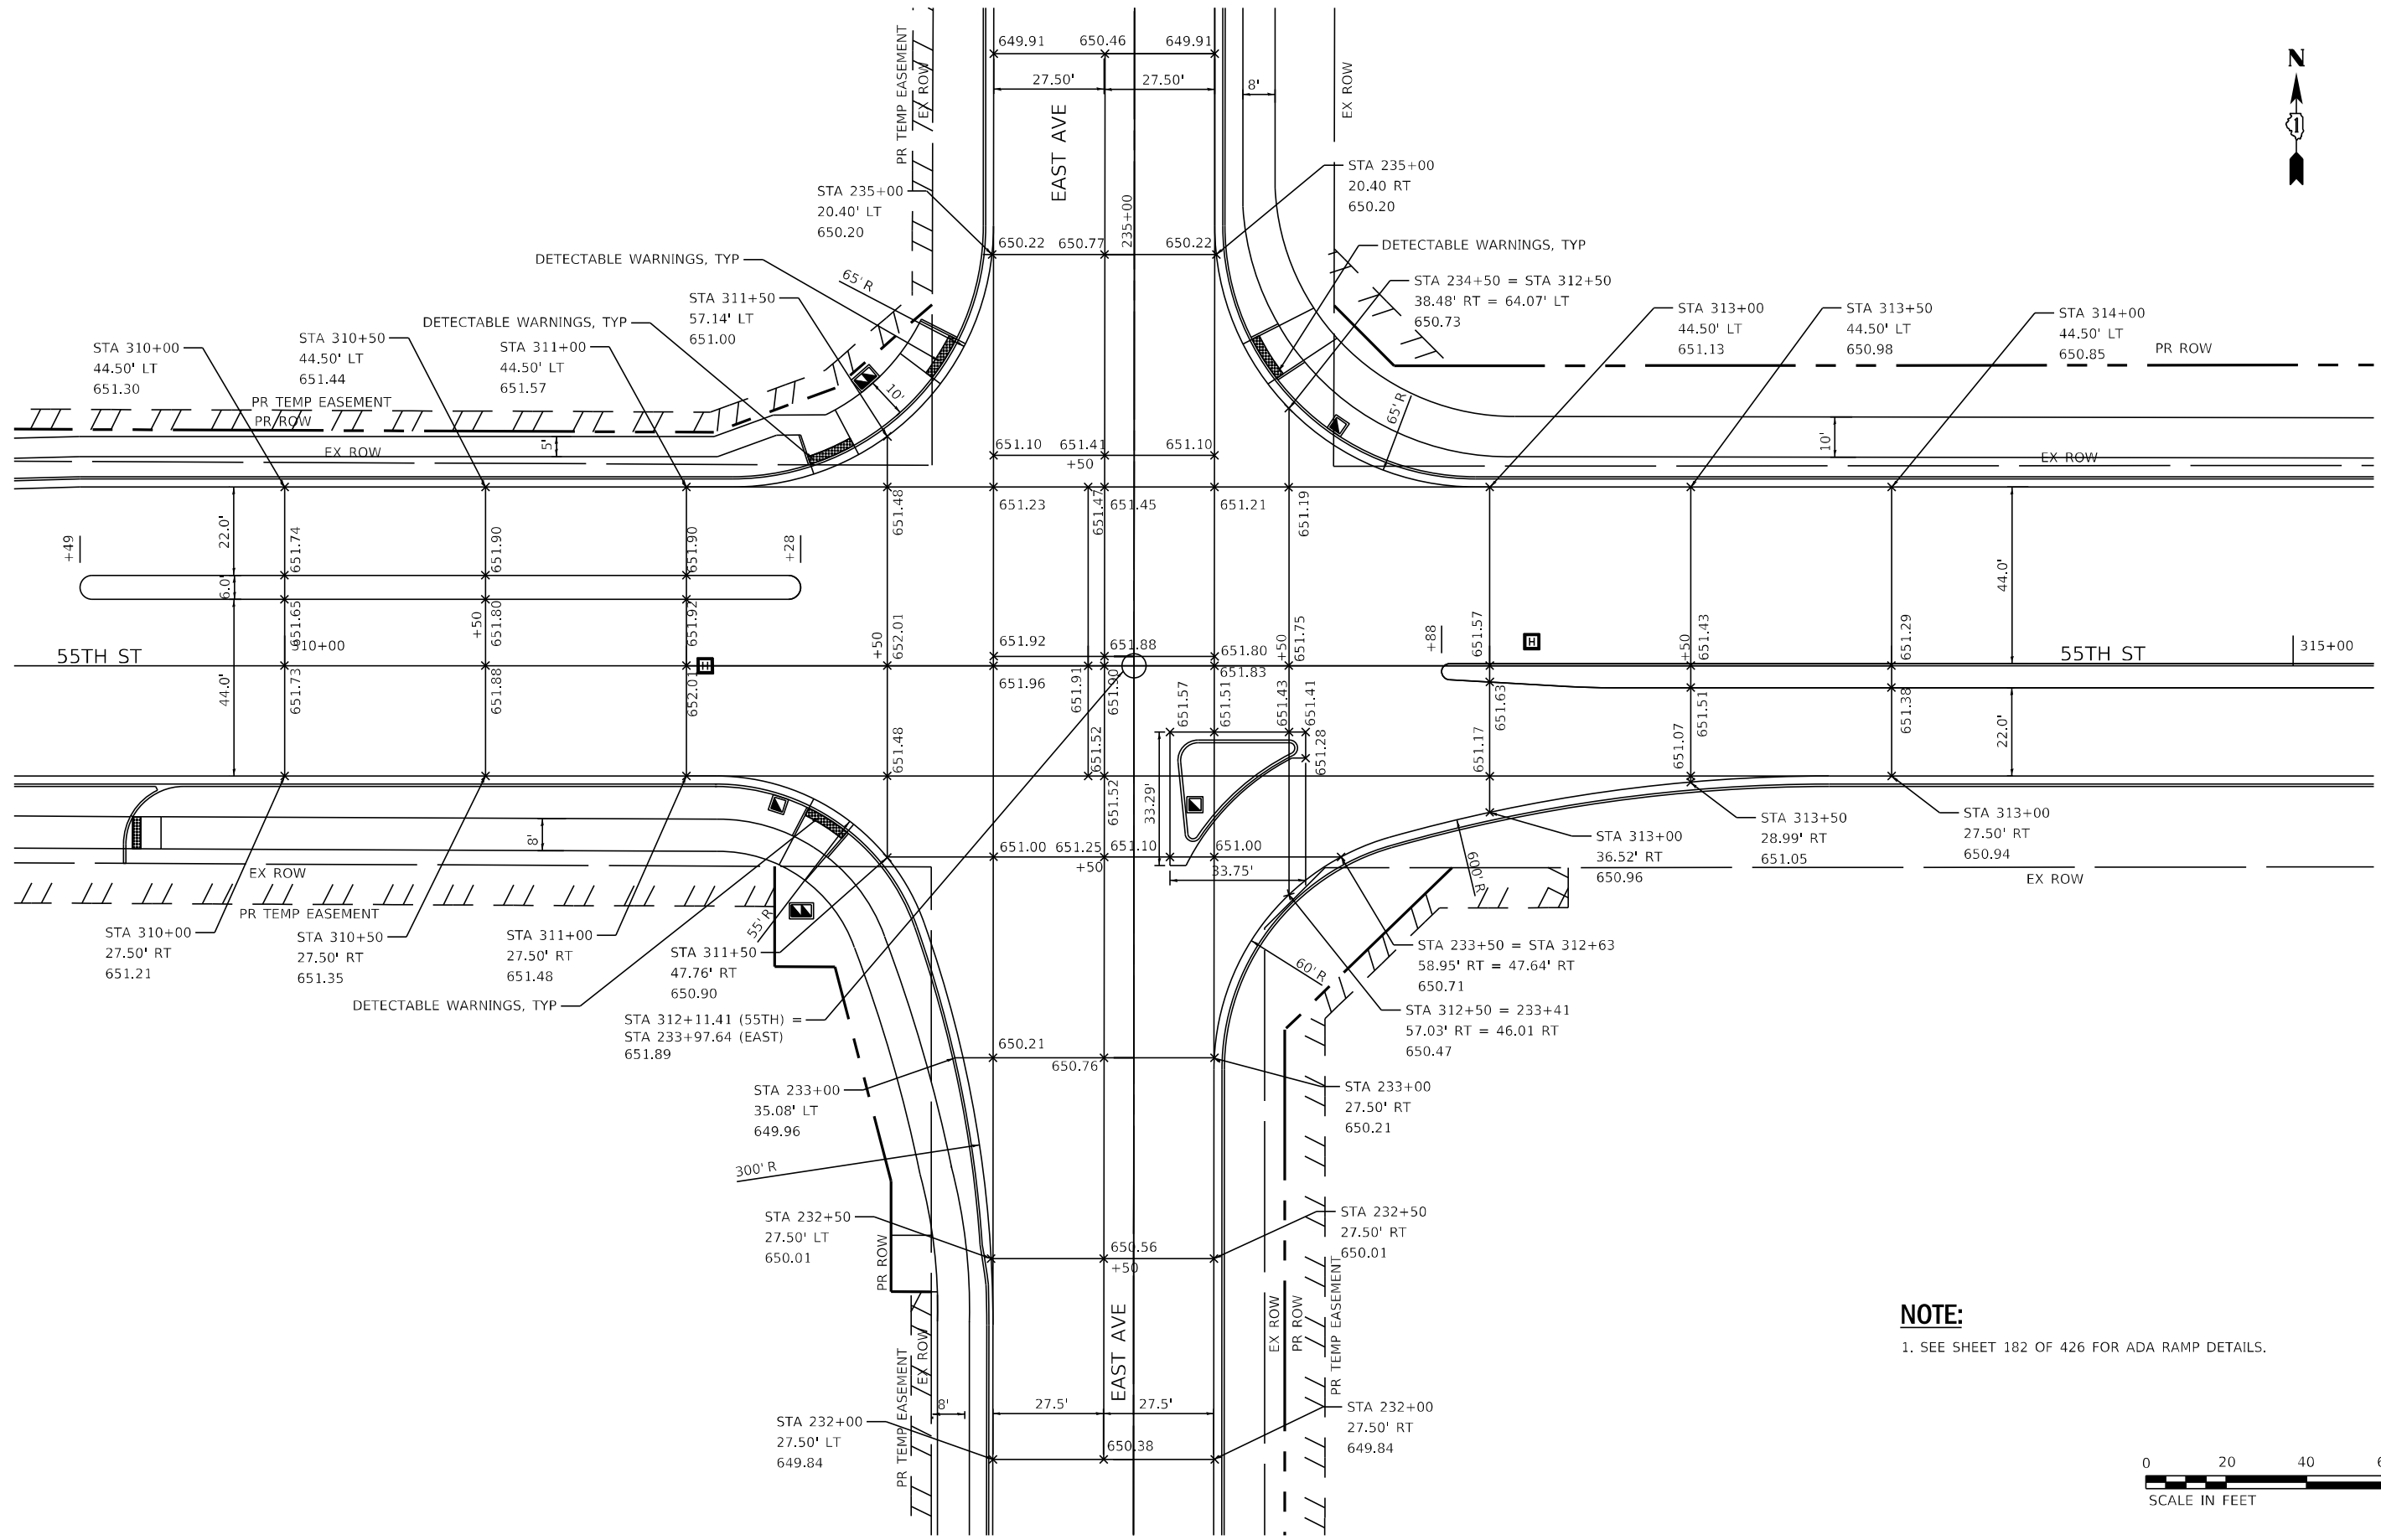 649.91 650.46 649.91
27.50' 27.50'
8'
PR TEMP EASEMENT
EX ROW
EAST AVE
EX ROW
N
1
STA 235+00
20.40' LT
650.20
STA 235+00
20.40 RT
650.20
235+00
650.22 650.77 650.22
DETECTABLE WARNINGS, TYP
DETECTABLE WARNINGS, TYP
65' R
STA 311+50
57.14' LT
651.00
STA 234+50 = STA 312+50
38.48' RT = 64.07' LT
650.73
DETECTABLE WARNINGS, TYP
STA 310+00
44.50' LT
651.30
STA 310+50
44.50' LT
651.44
STA 311+00
44.50' LT
651.57
STA 313+00
44.50' LT
651.13
STA 313+50
44.50' LT
650.98
STA 314+00
44.50' LT
650.85
PR ROW
PR TEMP EASEMENT
PR ROW
10'
65' R
5'
EX ROW
10'
EX ROW
651.10 651.41 651.10
+50
651.48
651.23
651.47
651.45
651.21
651.19
+49
22.0'
651.74
651.90
651.90
+28
6.0'
44.0'
651.65
+50
651.80
651.92
+50
652.01
651.92
651.88
651.80
+50
651.75
+88
651.57
+50
651.43
651.29
55TH ST
310+00
H
H
55TH ST
315+00
44.0'
651.73
651.88
652.01
651.96
651.91
651.90
651.83
651.57
651.51
651.43
651.41
651.63
651.51
651.38
651.48
651.52
651.28
651.17
651.07
22.0'
33.29'
651.52
8'
651.00 651.25 651.10 651.00
+50
33.75'
600' R
STA 313+00
36.52' RT
650.96
STA 313+50
28.99' RT
651.05
STA 313+00
27.50' RT
650.94
EX ROW
EX ROW
PR TEMP EASEMENT
STA 310+00
27.50' RT
651.21
STA 310+50
27.50' RT
651.35
STA 311+00
27.50' RT
651.48
55' R
STA 311+50
47.76' RT
650.90
STA 233+50 = STA 312+63
58.95' RT = 47.64' RT
650.71
60' R
DETECTABLE WARNINGS, TYP
STA 312+11.41 (55TH) =
STA 233+97.64 (EAST)
651.89
STA 312+50 = 233+41
57.03' RT = 46.01 RT
650.47
650.21
650.76
STA 233+00
35.08' LT
649.96
STA 233+00
27.50' RT
650.21
300' R
STA 232+50
27.50' LT
650.01
650.56
+50
STA 232+50
27.50' RT
650.01
PR ROW
EAST AVE
EX ROW
PR ROW
PR TEMP EASEMENT
NOTE:
1. SEE SHEET 182 OF 426 FOR ADA RAMP DETAILS.
PR TEMP EASEMENT
EX ROW
8'
27.5' 27.5'
STA 232+00
27.50' LT
649.84
650.38
STA 232+00
27.50' RT
649.84
0 20 40
SCALE IN FEET